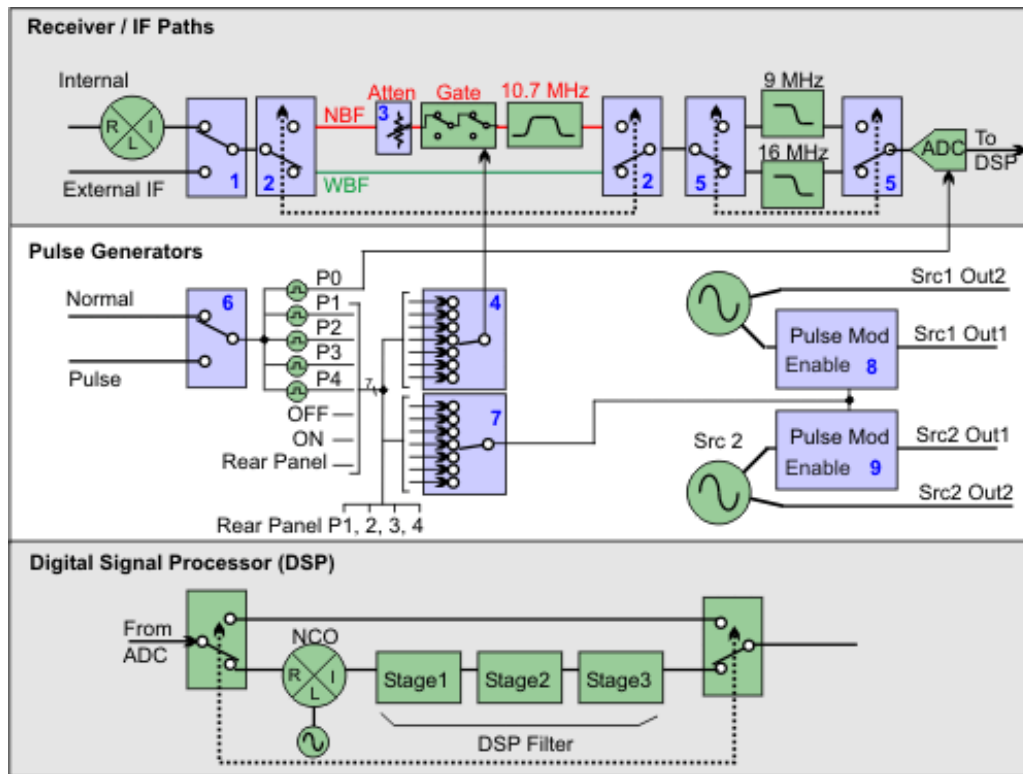 Receiver / IF Paths
Internal
R
I
L
External IF
1
2
NBF
WBF
Atten
3
Gate
10.7 MHz
2
5
9 MHz
16 MHz
5
ADC
To
DSP
Pulse Generators
Normal
Pulse
6
P0
P1
P2
P3
P4
OFF
ON
Rear Panel
7
4
7
Rear Panel P1, 2, 3, 4
Src1 Out2
Pulse Mod
Enable 8
Src1 Out1
Src 2
Pulse Mod
Enable 9
Src2 Out1
Src2 Out2
Digital Signal Processor (DSP)
From
ADC
NCO
R
I
L
Stage1
Stage2
Stage3
DSP Filter